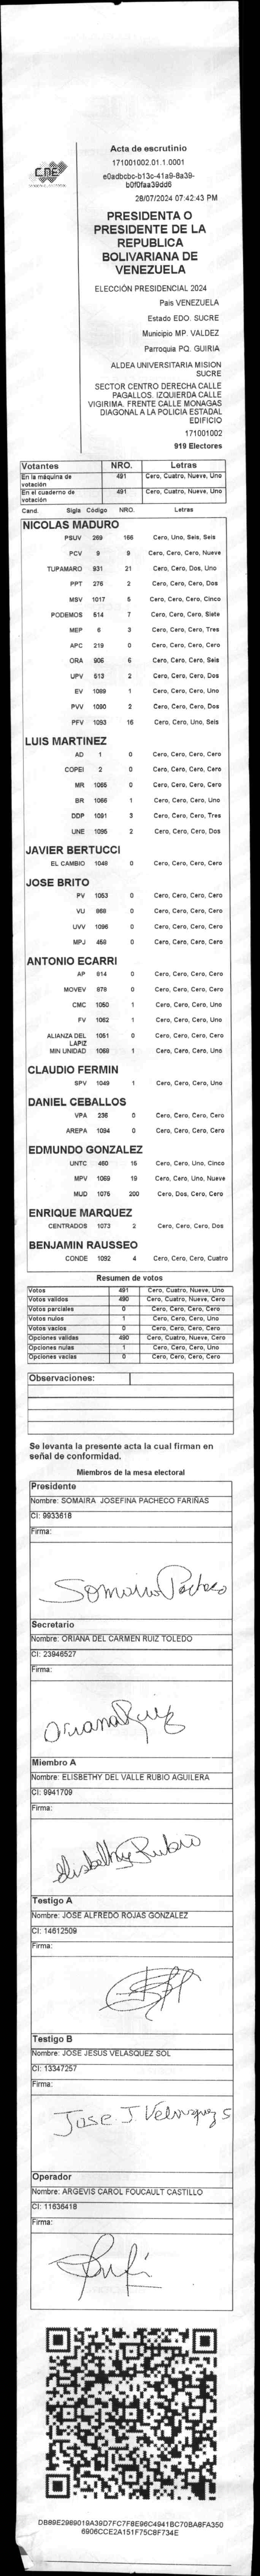 CNE
Acta de escrutinio
171001002.01.1.0001
e0adbcbc-b13c-41a9-8a39-
b0f0faa39dd6
28/07/2024 07:42:43 PM
PRESIDENTA O
PRESIDENTE DE LA
REPUBLICA
BOLIVARIANA DE
VENEZUELA
ELECCIÓN PRESIDENCIAL 2024
Pais VENEZUELA
Estado EDO. SUCRE
Municipio MP. VALDEZ
Parroquia PQ. GUIRIA
ALDEA UNIVERSITARIA MISION
SUCRE
SECTOR CENTRO DERECHA CALLE
PAGALLOS. IZQUIERDA CALLE
VIGIRIMA. FRENTE CALLE MONAGAS
DIAGONAL A LA POLICIA ESTADAL
EDIFICIO
171001002
919 Electores
Votantes NRO. Letras
En la máquina de votación 491 Cero, Cuatro, Nueve, Uno
En el cuaderno de votación 491 Cero, Cuatro, Nueve, Uno
Cand. Sigla Código NRO. Letras
NICOLAS MADURO
PSUV 269 166 Cero, Uno, Seis, Seis
PCV 9 9 Cero, Cero, Cero, Nueve
TUPAMARO 831 21 Cero, Cero, Dos, Uno
PPT 276 2 Cero, Cero, Cero, Dos
MSV 1017 5 Cero, Cero, Cero, Cinco
PODEMOS 514 7 Cero, Cero, Cero, Siete
MEP 6 3 Cero, Cero, Cero, Tres
APC 219 0 Cero, Cero, Cero, Cero
ORA 906 6 Cero, Cero, Cero, Seis
UPV 513 2 Cero, Cero, Cero, Dos
EV 1089 1 Cero, Cero, Cero, Uno
PVV 1090 2 Cero, Cero, Cero, Dos
PFV 1093 16 Cero, Cero, Uno, Seis
LUIS MARTINEZ
AD 1 0 Cero, Cero, Cero, Cero
COPEI 2 0 Cero, Cero, Cero, Cero
MR 1065 0 Cero, Cero, Cero, Cero
BR 1066 1 Cero, Cero, Cero, Uno
DDP 1091 3 Cero, Cero, Cero, Tres
UNE 1095 2 Cero, Cero, Cero, Dos
JAVIER BERTUCCI
EL CAMBIO 1048 0 Cero, Cero, Cero, Cero
JOSE BRITO
PV 1053 0 Cero, Cero, Cero, Cero
VU 868 0 Cero, Cero, Cero, Cero
UVV 1096 0 Cero, Cero, Cero, Cero
MPJ 459 0 Cero, Cero, Cero, Cero
ANTONIO ECARRI
AP 814 0 Cero, Cero, Cero, Cero
MOVEV 879 0 Cero, Cero, Cero, Cero
CMC 1050 1 Cero, Cero, Cero, Uno
FV 1062 1 Cero, Cero, Cero, Uno
ALIANZA DEL LAPIZ 1051 0 Cero, Cero, Cero, Cero
MIN UNIDAD 1068 1 Cero, Cero, Cero, Uno
CLAUDIO FERMIN
SPV 1049 1 Cero, Cero, Cero, Uno
DANIEL CEBALLOS
VPA 236 0 Cero, Cero, Cero, Cero
AREPA 1094 0 Cero, Cero, Cero, Cero
EDMUNDO GONZALEZ
UNTC 460 15 Cero, Cero, Uno, Cinco
MPV 1069 19 Cero, Cero, Uno, Nueve
MUD 1075 200 Cero, Dos, Cero, Cero
ENRIQUE MARQUEZ
CENTRADOS 1073 2 Cero, Cero, Cero, Dos
BENJAMIN RAUSSEO
CONDE 1092 4 Cero, Cero, Cero, Cuatro
Resumen de votos
Votos 491 Cero, Cuatro, Nueve, Uno
Votos validos 490 Cero, Cuatro, Nueve, Cero
Votos parciales 0 Cero, Cero, Cero, Cero
Votos nulos 1 Cero, Cero, Cero, Uno
Votos vacios 0 Cero, Cero, Cero, Cero
Opciones validas 490 Cero, Cuatro, Nueve, Cero
Opciones nulas 1 Cero, Cero, Cero, Uno
Opciones vacias 0 Cero, Cero, Cero, Cero
Observaciones:
Se levanta la presente acta la cual firman en
señal de conformidad.
Miembros de la mesa electoral
Presidente
Nombre: SOMAIRA JOSEFINA PACHECO FARIÑAS
CI: 9933618
Firma:
Somaira Pacheco
Secretario
Nombre: ORIANA DEL CARMEN RUIZ TOLEDO
CI: 23946527
Firma:
Oriana Ruiz
Miembro A
Nombre: ELISBETHY DEL VALLE RUBIO AGUILERA
CI: 9941709
Firma:
Elisbethy Rubio
Testigo A
Nombre: JOSE ALFREDO ROJAS GONZALEZ
CI: 14612509
Firma:
Testigo B
Nombre: JOSE JESUS VELASQUEZ SOL
CI: 13347257
Firma:
Jose J Velasquez S
Operador
Nombre: ARGEVIS CAROL FOUCAULT CASTILLO
CI: 11636418
Firma:
DB89E2989019A39D7FC7F8E96C4941BC70BA8FA350
6906CCE2A151F75C8F734E